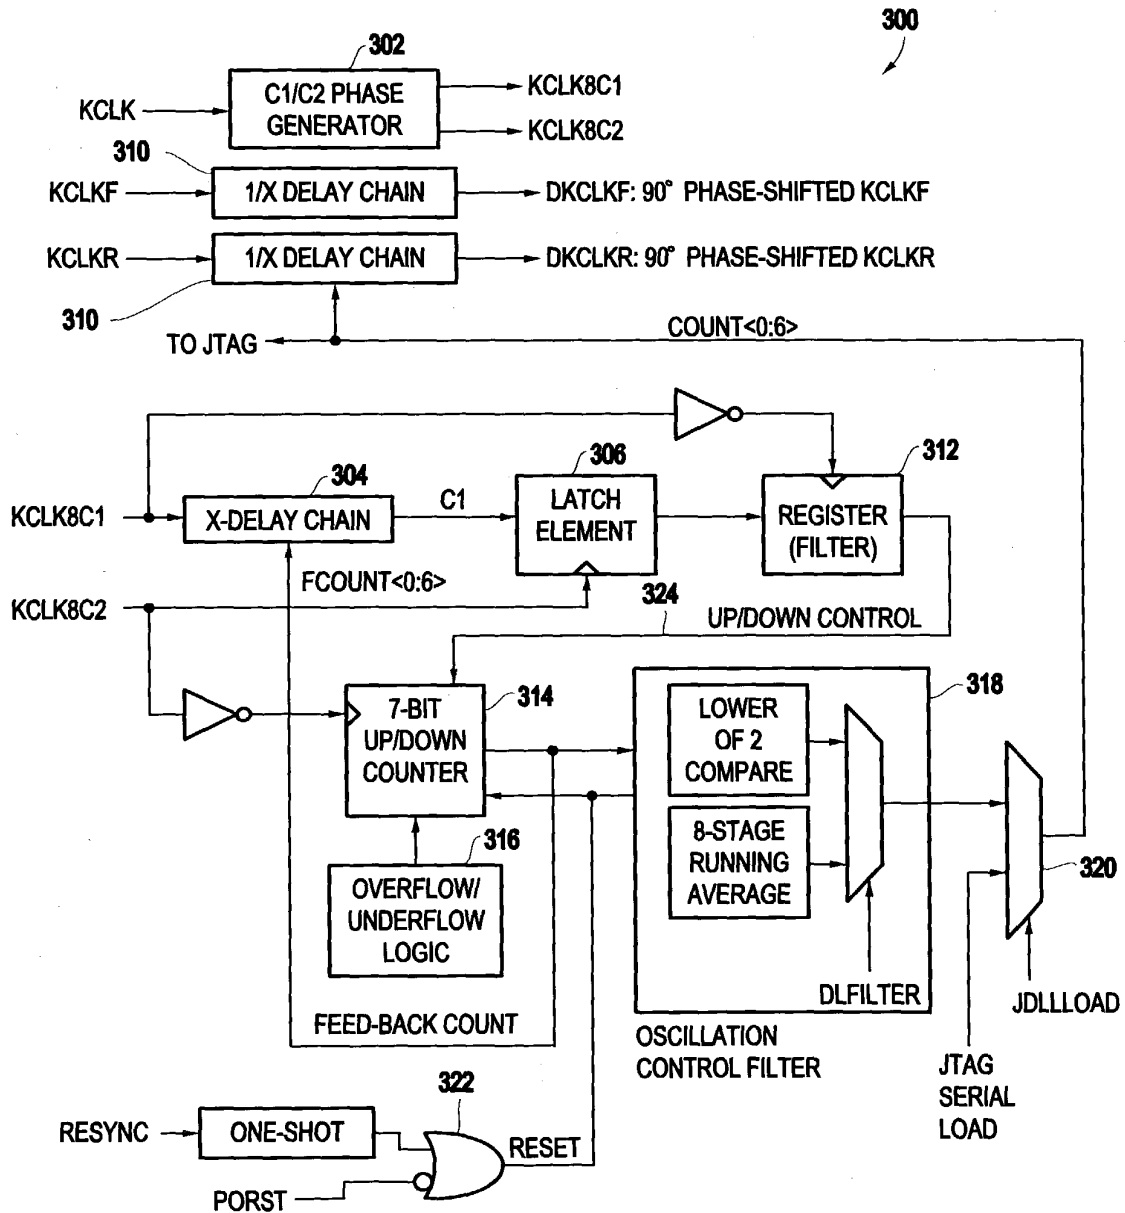 300
302
C1/C2 PHASE
GENERATOR
KCLK
KCLK8C1
KCLK8C2
310
KCLKF
1/X DELAY CHAIN
DKCLKF: 90° PHASE-SHIFTED KCLKF
KCLKR
1/X DELAY CHAIN
DKCLKR: 90° PHASE-SHIFTED KCLKR
310
TO JTAG
COUNT<0:6>
304
306
312
KCLK8C1
X-DELAY CHAIN
C1
LATCH
ELEMENT
REGISTER
(FILTER)
FCOUNT<0:6>
KCLK8C2
324
UP/DOWN CONTROL
314
7-BIT
UP/DOWN
COUNTER
318
LOWER
OF 2
COMPARE
8-STAGE
RUNNING
AVERAGE
316
OVERFLOW/
UNDERFLOW
LOGIC
320
DLFILTER
JDLLLOAD
FEED-BACK COUNT
OSCILLATION
CONTROL FILTER
JTAG
SERIAL
LOAD
322
RESYNC
ONE-SHOT
RESET
PORST